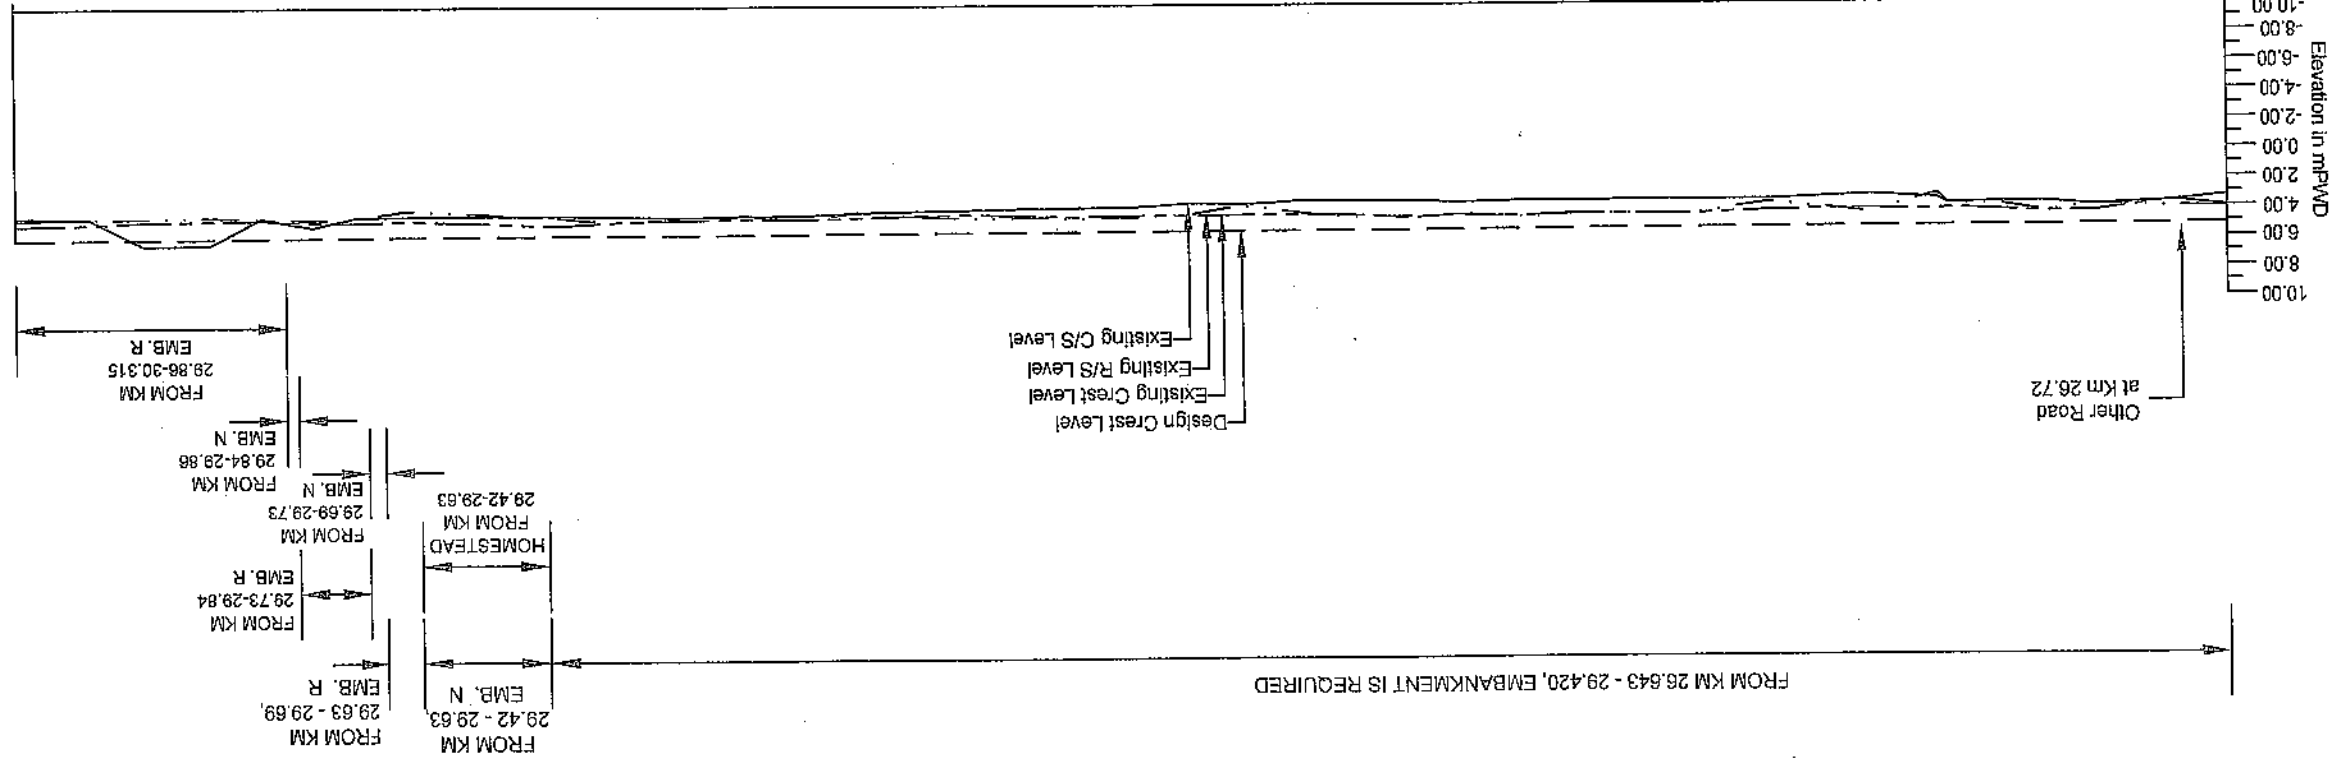 FROM KM 26.643 - 29.420, EMBANKMENT IS REQUIRED
FROM KM
29.42 - 29.63,
EMB. N
FROM KM
29.63 - 29.69,
EMB. R
HOMESTEAD
FROM KM
29.42-29.63
FROM KM
29.73-29.84
EMB. R
FROM KM
29.69-29.73
EMB. N
FROM KM
29.84-29.86
EMB. N
FROM KM
29.86-30.315
EMB. R
Other Road
at Km 26.72
Design Crest Level
Existing Crest Level
Existing R/S Level
Existing C/S Level
Elevation in mPWD
10.00
8.00
6.00
4.00
2.00
0.00
-2.00
-4.00
-6.00
-8.00
-10.00